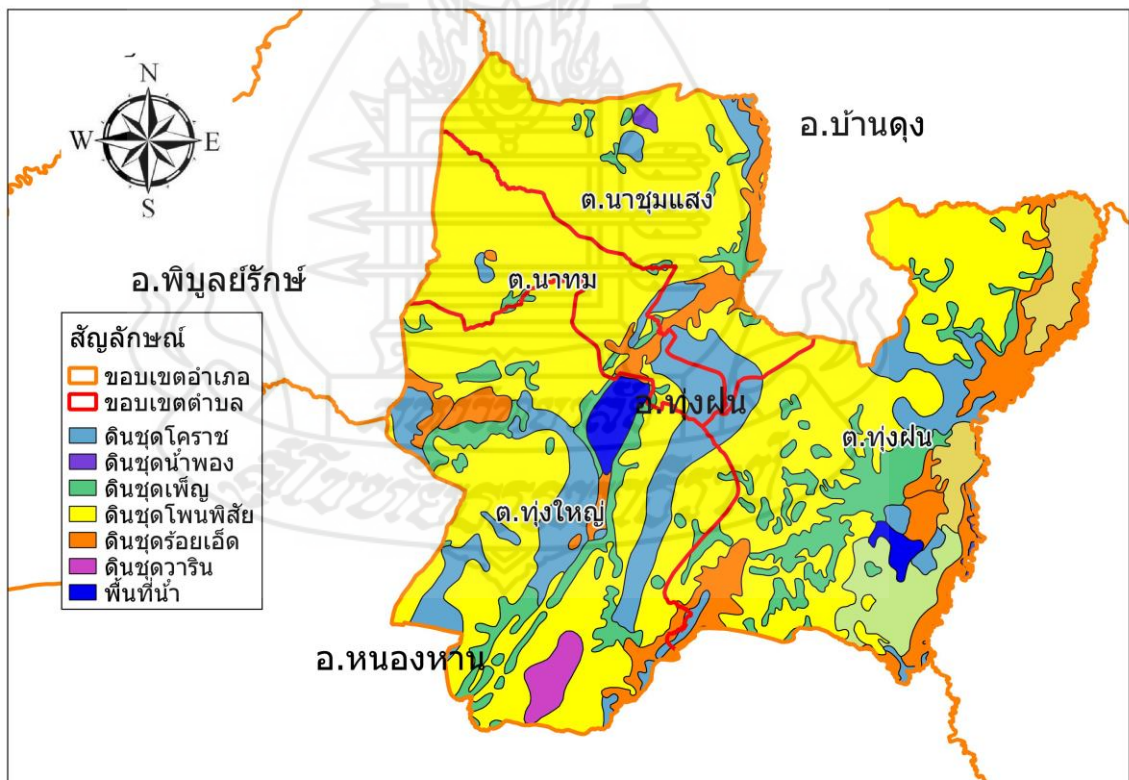 N
W E
S
อ.บ้านดุง
ต.นาชุมแสง
อ.พิบูลย์รักษ์
ต.นาทม
สัญลักษณ์
ขอบเขตอำเภอ
ขอบเขตตำบล
ดินชุดโคราช
ดินชุดน้ำพอง
ดินชุดเพ็ญ
ดินชุดโพนพิสัย
ดินชุดร้อยเอ็ด
ดินชุดวาริน
พื้นที่น้ำ
อ.ทุ่งฝน
ต.ทุ่งฝน
ต.ทุ่งใหญ่
อ.หนองหาน